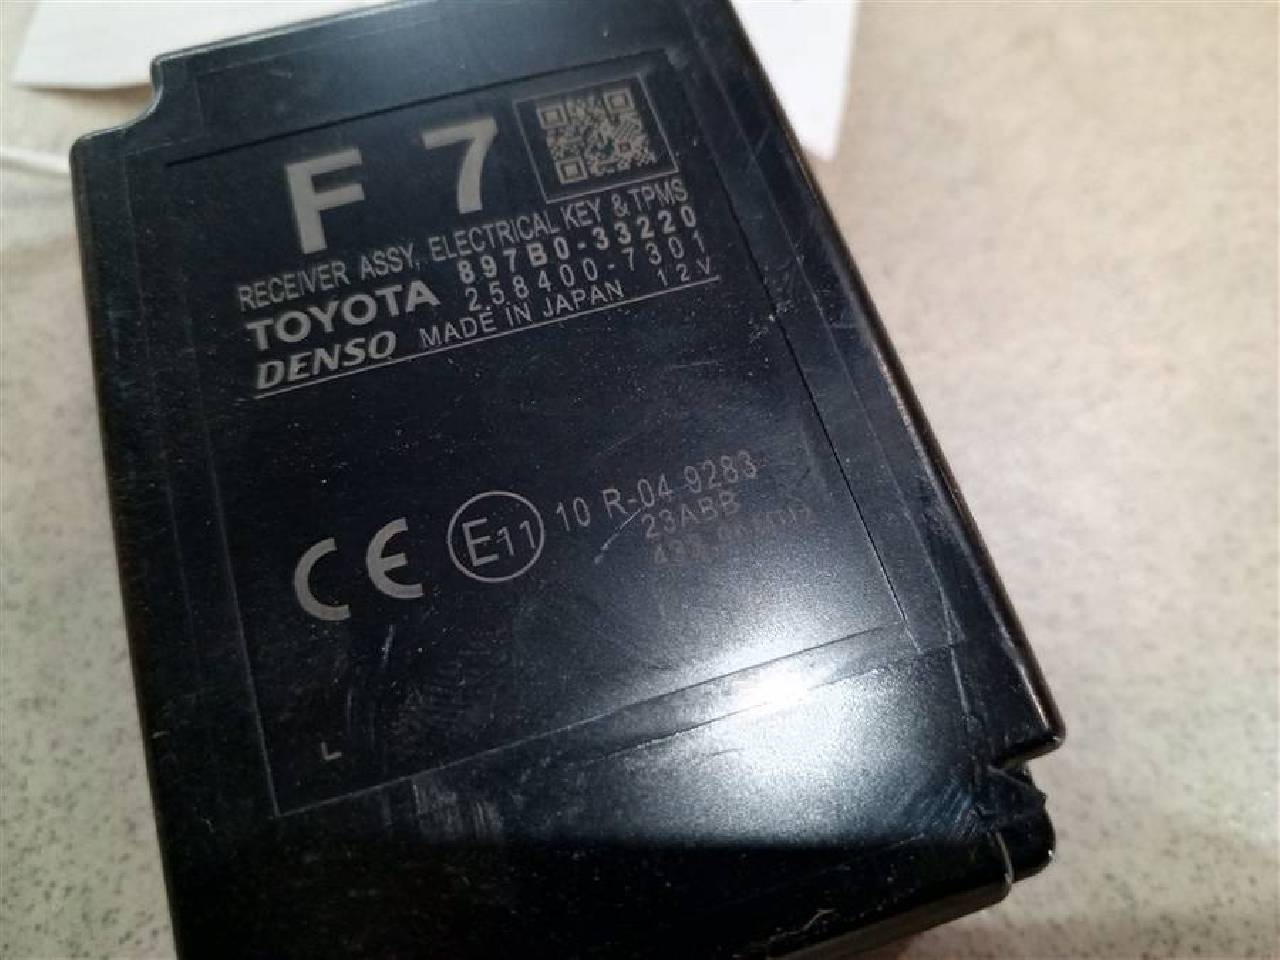 F 7
RECEIVER ASSY, ELECTRICAL KEY & TPMS
TOYOTA 897B0-33220
258400-7301
DENSO MADE IN JAPAN 12V
CE E11 10 R-04 9283
23ABB
L